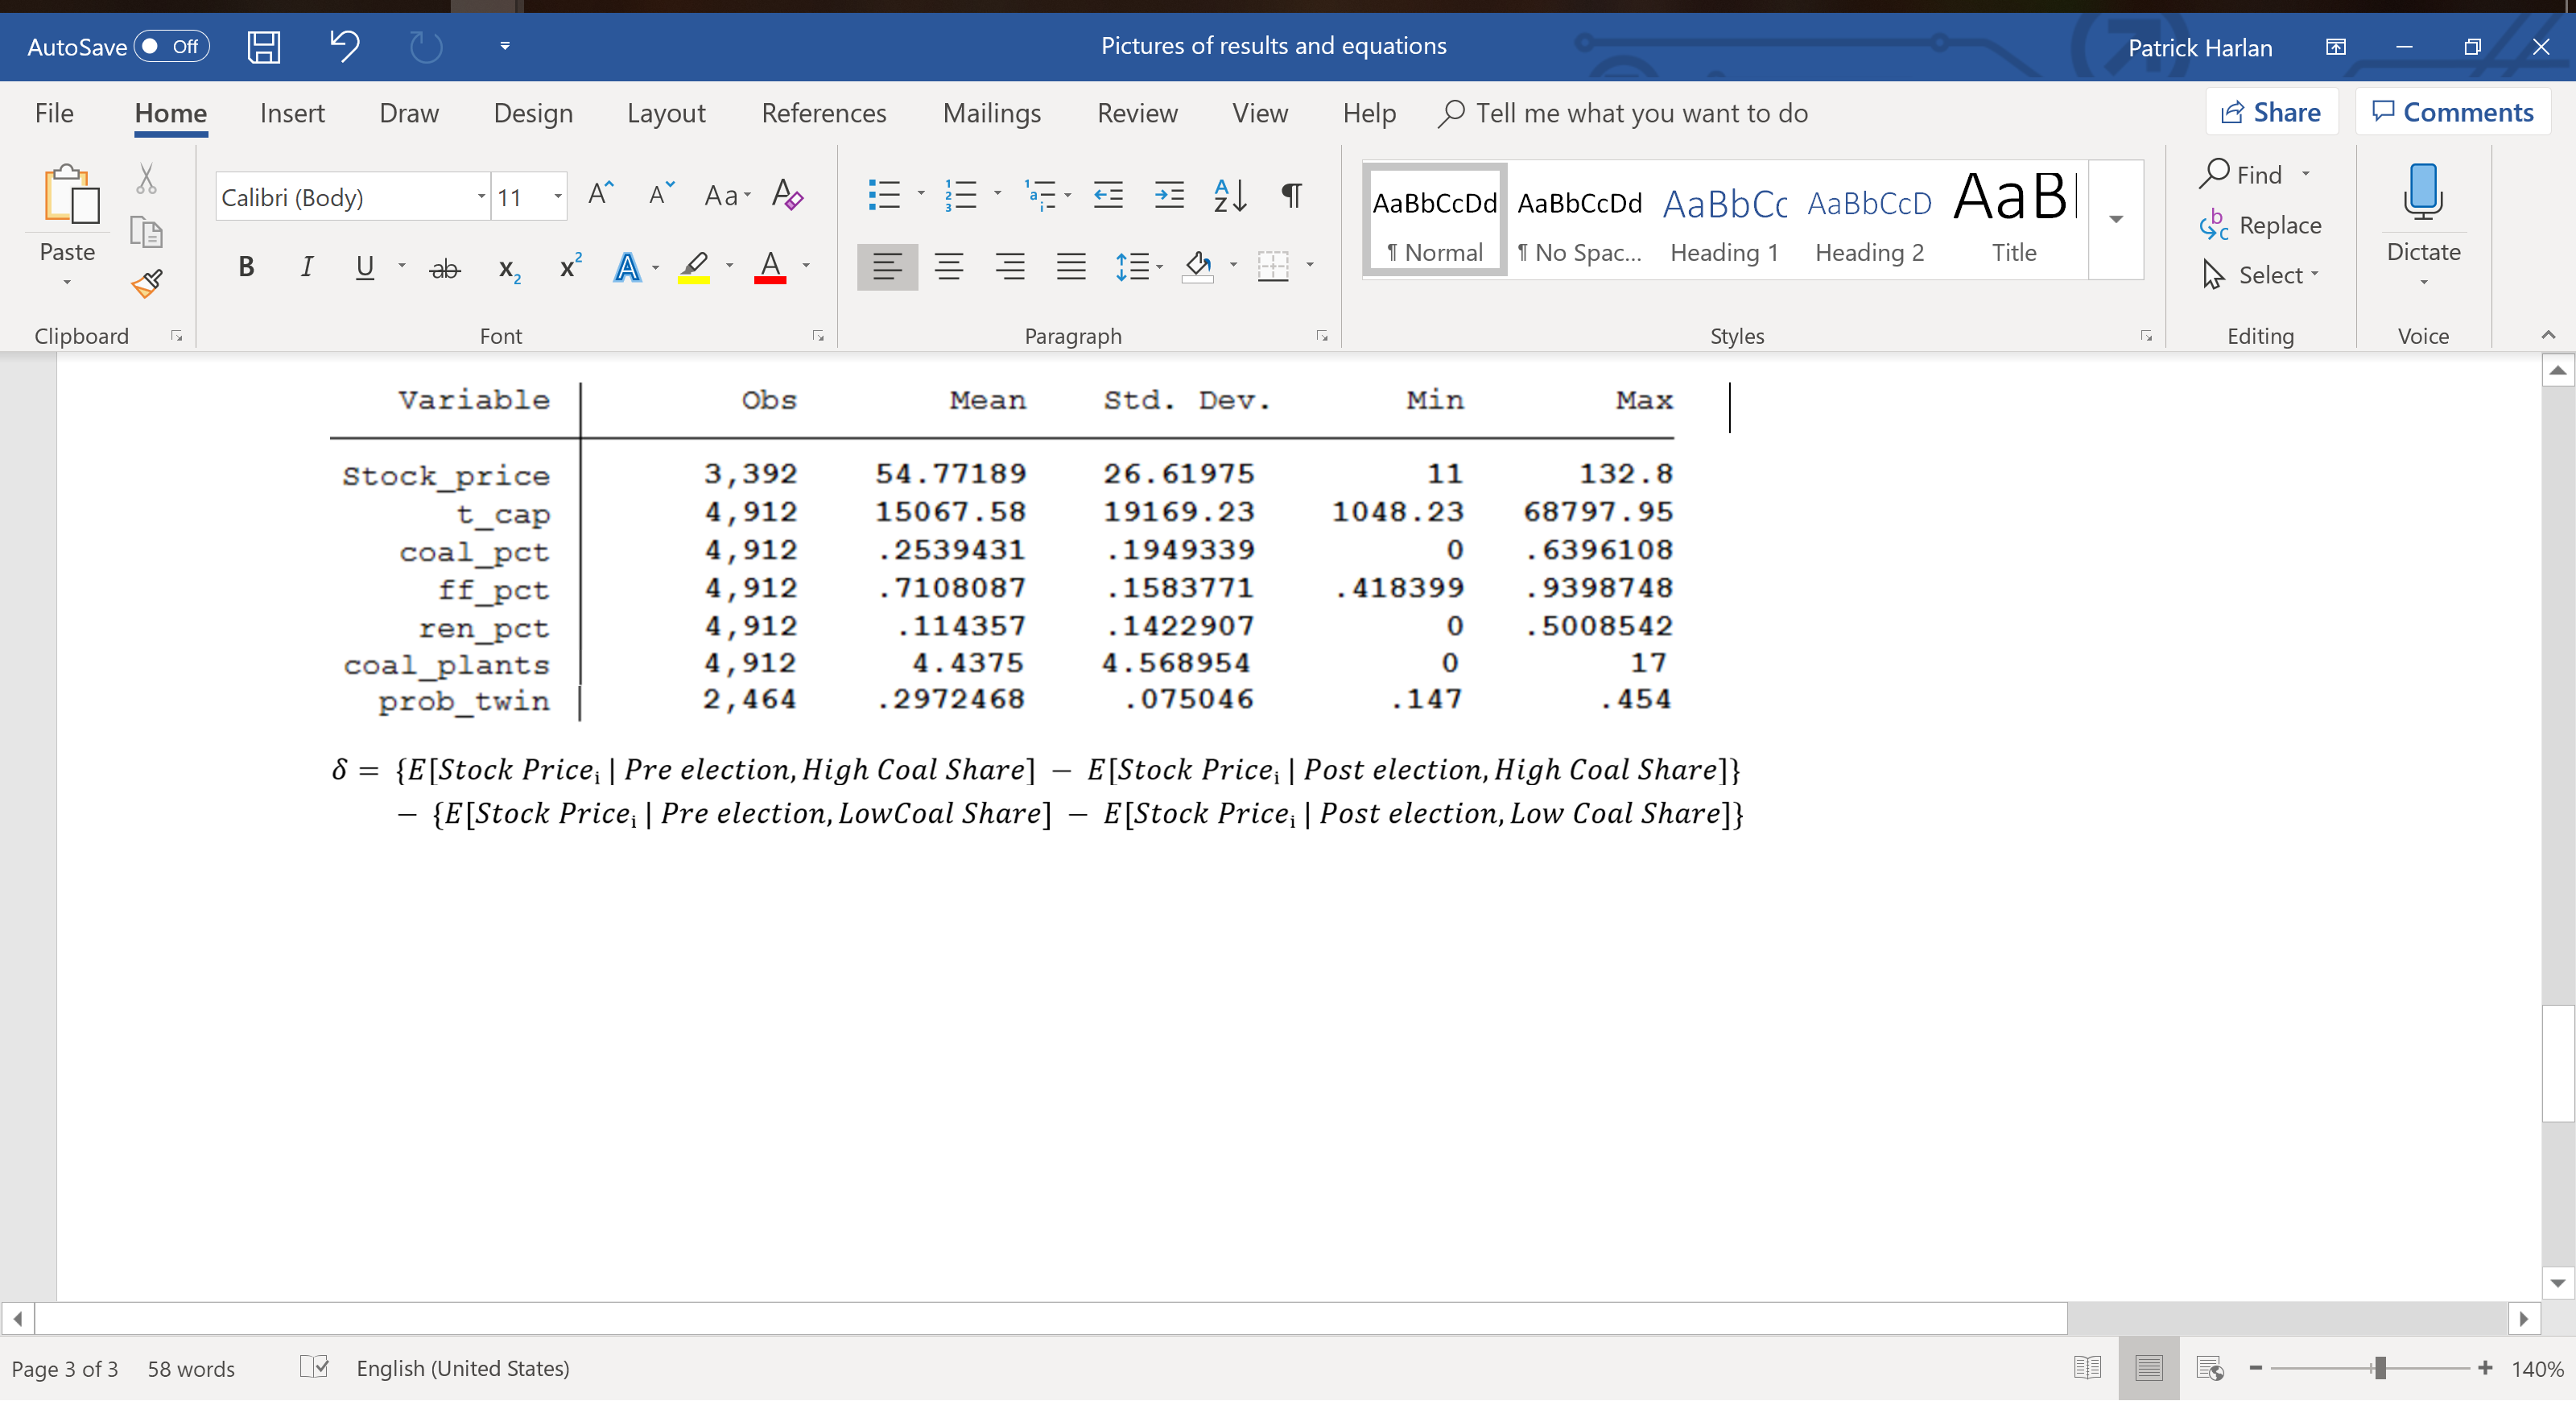 AutoSave Off Pictures of results and equations Patrick Harlan
File Home Insert Draw Design Layout References Mailings Review View Help Tell me what you want to do Share Comments
Calibri (Body) 11 Aa AaBbCcDd AaBbCcDd AaBbCc AaBbCcD AaB Find
Paste Replace
B I U ab x2 x2 A A ¶ Normal ¶ No Spac... Heading 1 Heading 2 Title Select Dictate
Clipboard Font Paragraph Styles Editing Voice
Variable Obs Mean Std. Dev. Min Max
Stock_price 3,392 54.77189 26.61975 11 132.8
t_cap 4,912 15067.58 19169.23 1048.23 68797.95
coal_pct 4,912 .2539431 .1949339 0 .6396108
ff_pct 4,912 .7108087 .1583771 .418399 .9398748
ren_pct 4,912 .114357 .1422907 0 .5008542
coal_plants 4,912 4.4375 4.568954 0 17
prob_twin 2,464 .2972468 .075046 .147 .454
δ = {E[Stock Priceᵢ | Pre election, High Coal Share] − E[Stock Priceᵢ | Post election, High Coal Share]}
− {E[Stock Priceᵢ | Pre election, LowCoal Share] − E[Stock Priceᵢ | Post election, Low Coal Share]}
Page 3 of 3 58 words English (United States) 140%